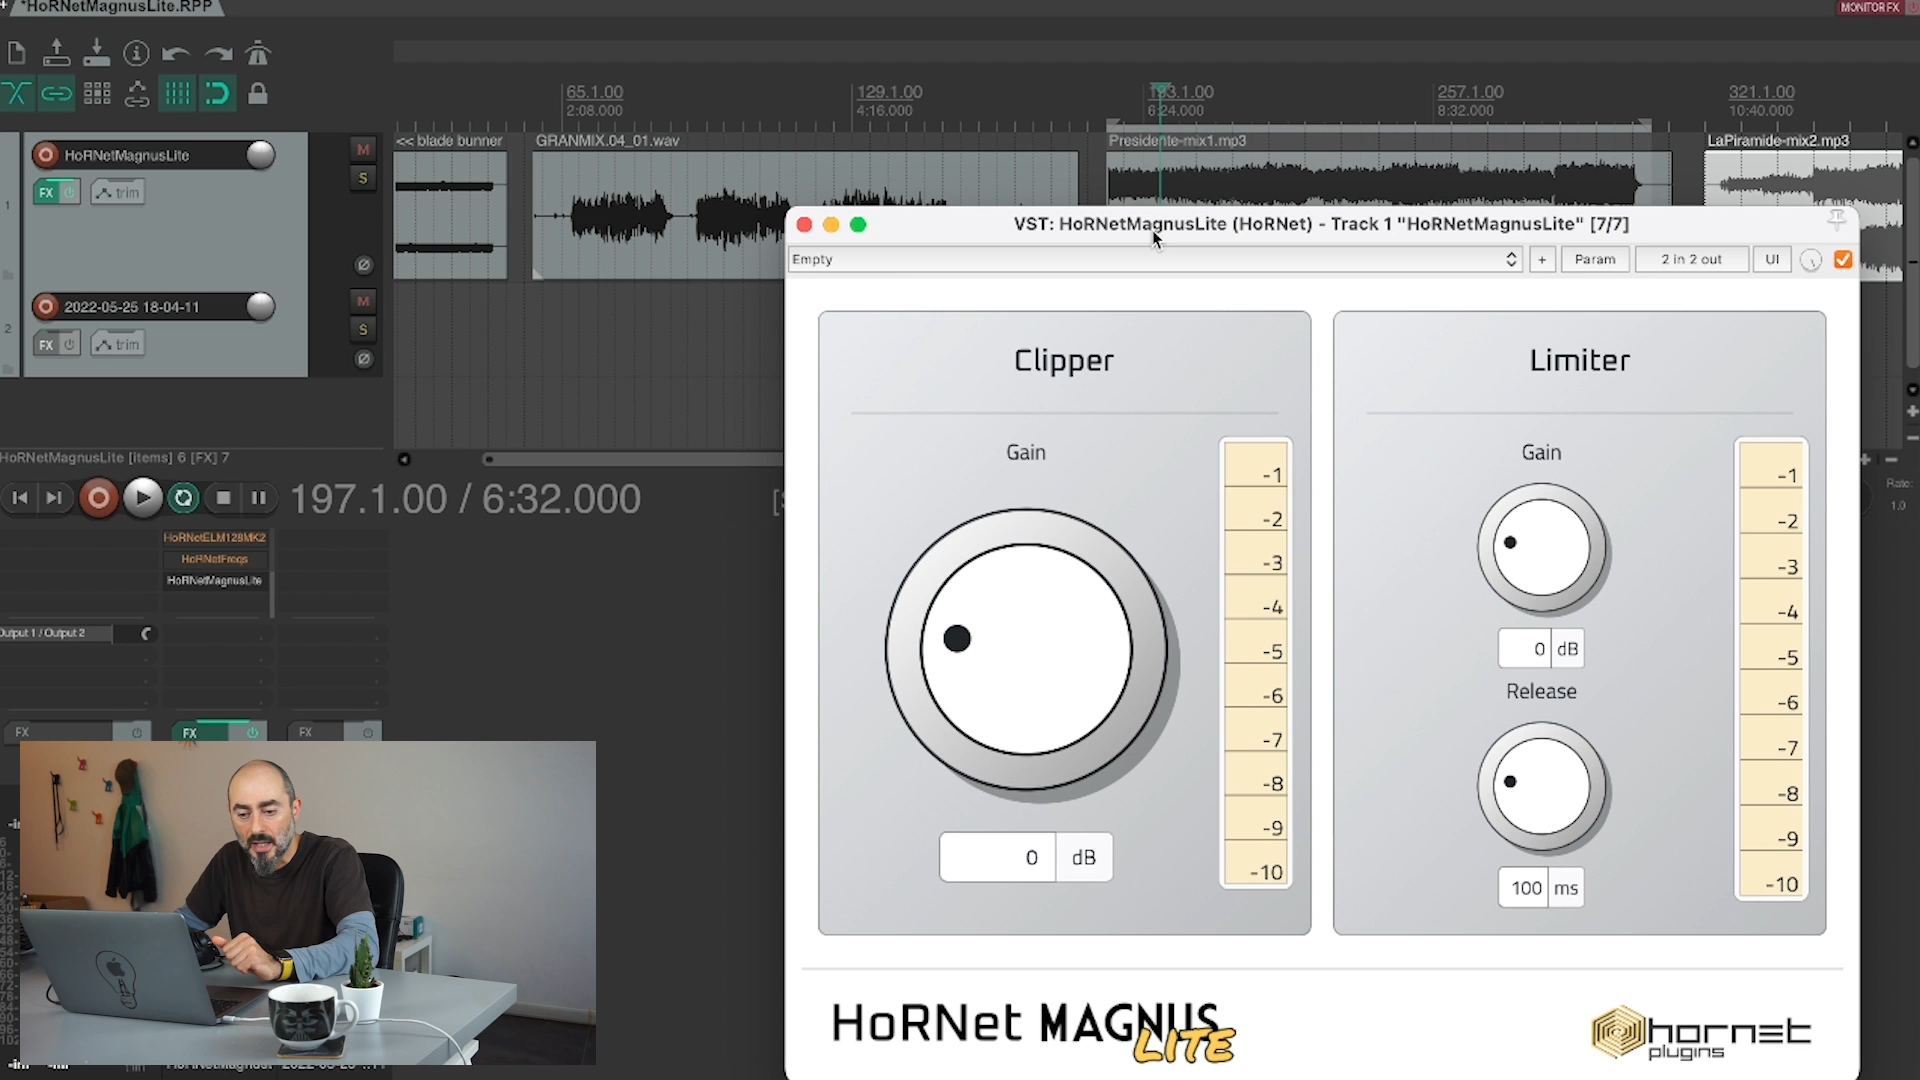 *HoRNetMagnusLite.RPP
MONITOR FX
65.1.00
2:08.000
129.1.00
4:16.000
193.1.00
6:24.000
257.1.00
8:32.000
321.1.00
10:40.000
<< blade bunner
GRANMIX.04_01.wav
Presidente-mix1.mp3
LaPiramide-mix2.mp3
1
HoRNetMagnusLite
M
S
FX
trim
2
2022-05-25 18-04-11
M
S
FX
trim
VST: HoRNetMagnusLite (HoRNet) - Track 1 "HoRNetMagnusLite" [7/7]
Empty
+
Param
2 in 2 out
UI
Clipper
Gain
-1
-2
-3
-4
-5
-6
-7
-8
-9
-10
0 dB
Limiter
Gain
0 dB
Release
100 ms
-1
-2
-3
-4
-5
-6
-7
-8
-9
-10
HoRNet MAGNUS
LITE
hornet
plugins
HoRNetMagnusLite [items] 6 [FX] 7
197.1.00 / 6:32.000
Rate:
1.0
HoRNetELM128MK2
HoRNetFreqs
HoRNetMagnusLite
Output 1 / Output 2
FX
FX
FX